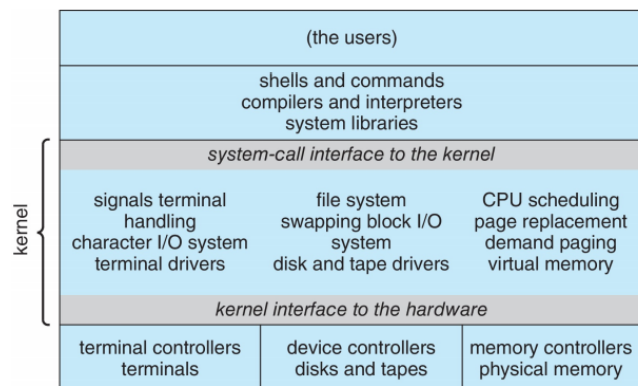 (the users)
shells and commands
compilers and interpreters
system libraries
kernel
system-call interface to the kernel
signals terminal
handling
character I/O system
terminal drivers
file system
swapping block I/O
system
disk and tape drivers
CPU scheduling
page replacement
demand paging
virtual memory
kernel interface to the hardware
terminal controllers
terminals
device controllers
disks and tapes
memory controllers
physical memory